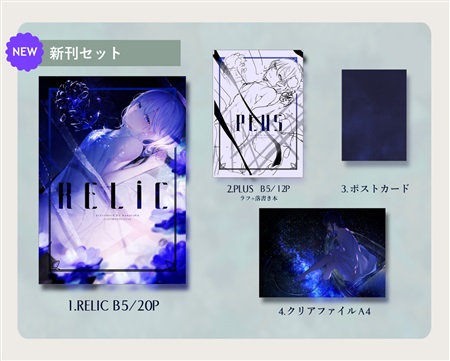 NEW
新刊セット
RELIC
PLUS
1.RELIC B5/20P
2.PLUS B5/12P
ラフ+落書き本
3.ポストカード
4.クリアファイルA4